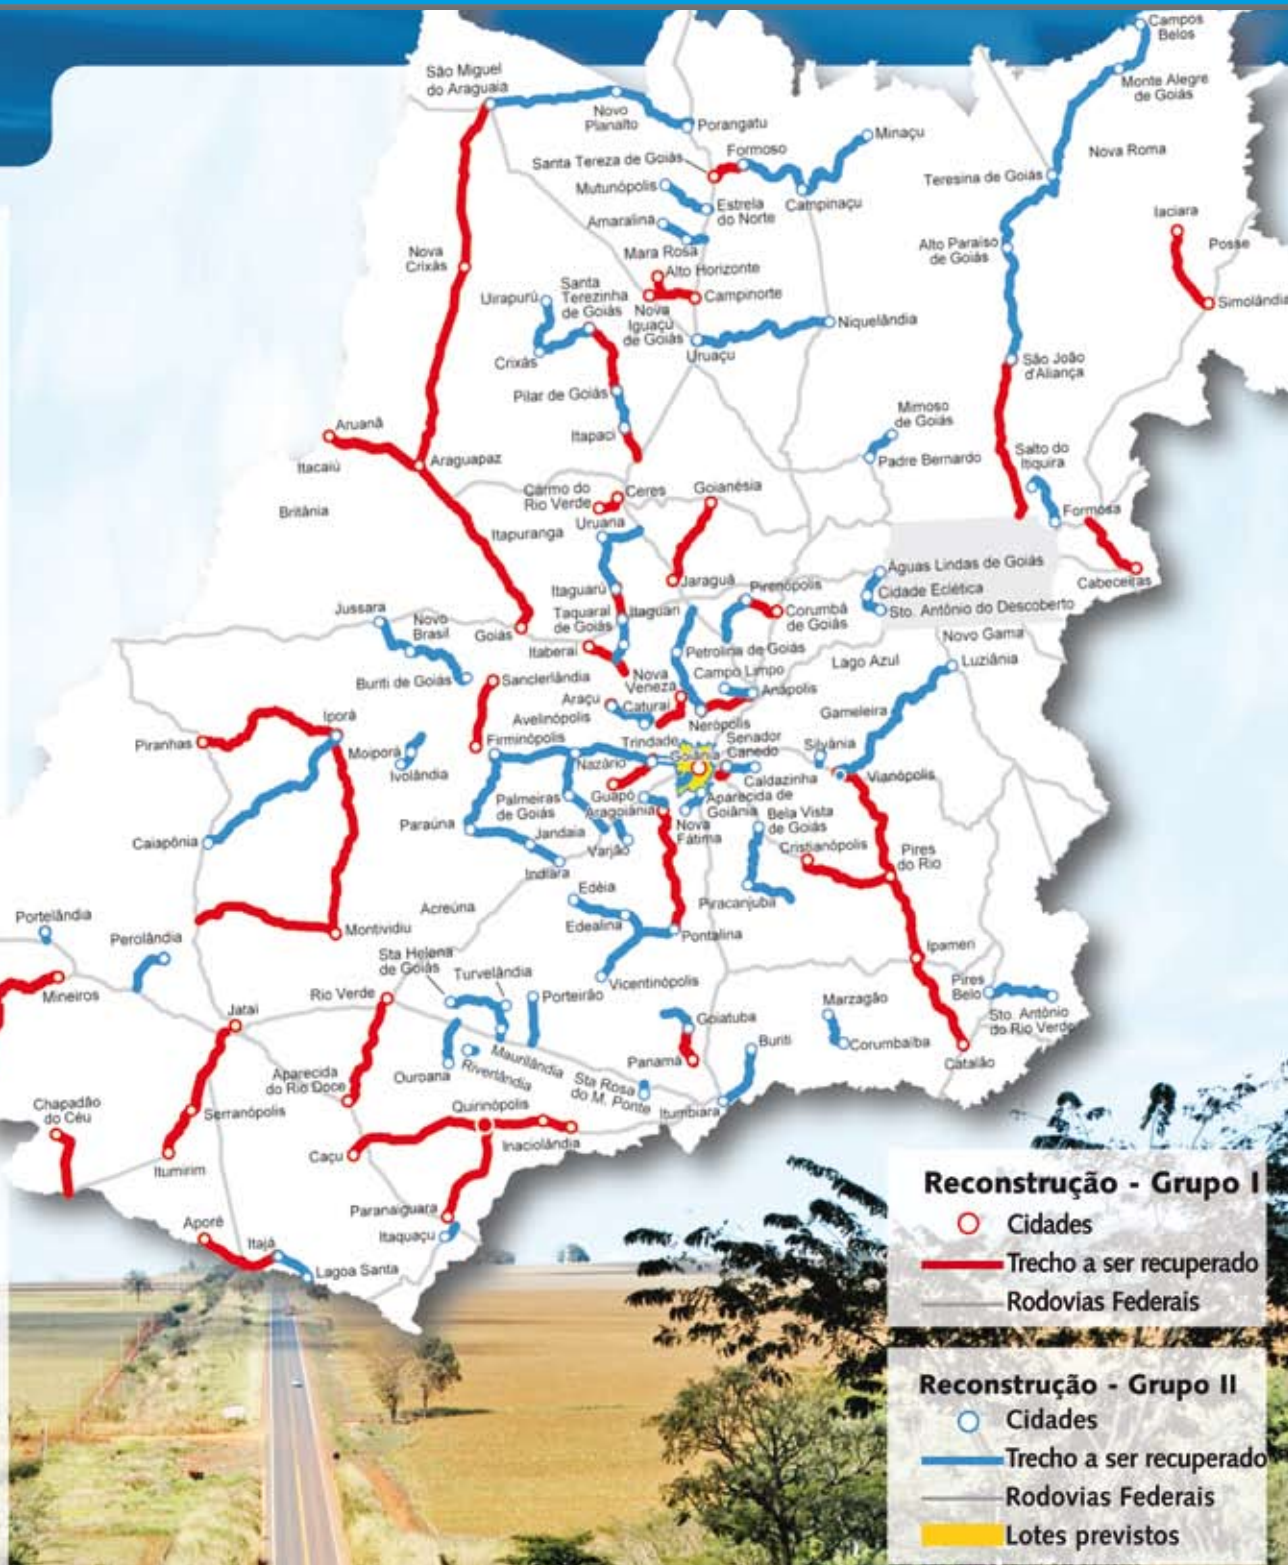 Campos
Belos
São Miguel
do Araguaia
Monte Alegre
de Goiás
Novo
Planalto
Porangatu
Minaçu
Formoso
Santa Tereza de Goiás
Nova Roma
Mutunópolis
Teresina de Goiás
Estrela
do Norte
Campinaçu
Amaralina
Iaciara
Mara Rosa
Nova
Crixás
Alto Paraíso
de Goiás
Posse
Alto Horizonte
Santa
Terezinha
de Goiás
Uirapurú
Campinorte
Simolândia
Nova
Iguaçu
de Goiás
Niquelândia
Crixás
Uruaçu
São João
d'Aliança
Pilar de Goiás
Mimoso
de Goiás
Aruanã
Itapaci
Araguapaz
Itacaiú
Padre Bernardo
Salto do
Itiquira
Carmo do
Rio Verde
Ceres
Goianésia
Britânia
Formosa
Itapuranga
Uruana
Águas Lindas de Goiás
Jaraguá
Pirenópolis
Cabeceiras
Itaguarú
Cidade Eclética
Jussara
Taquaral
de Goiás
Itaguari
Corumbá
de Goiás
Sto. Antônio do Descoberto
Novo
Brasil
Goiás
Novo Gama
Itaberaí
Petrolina de Goiás
Lago Azul
Luziânia
Buriti de Goiás
Sanclerlândia
Nova
Veneza
Campo Limpo
Anápolis
Araçu
Caturai
Avelinópolis
Gameleira
Iporá
Nerópolis
Piranhas
Firminópolis
Trindade
Senador
Canedo
Silvânia
Moiporá
Goiânia
Ivolândia
Nazário
Caldazinha
Vianópolis
Palmeiras
de Goiás
Guapó
Aragoiânia
Aparecida de
Goiânia
Bela Vista
de Goiás
Paraúna
Nova
Fátima
Caiapônia
Jandaia
Varjão
Cristianópolis
Pires
do Rio
Indiara
Edéia
Acreúna
Piracanjuba
Portelândia
Edealina
Montividiu
Pontalina
Perolândia
Ipameri
Sta Helena
de Goiás
Turvelândia
Vicentinópolis
Pires
Belo
Mineiros
Rio Verde
Porteirão
Marzagão
Sto. Antônio
do Rio Verde
Jataí
Goiatuba
Buriti
Corumbaíba
Maurilândia
Panamá
Catalão
Ouroana
Riverlândia
Aparecida
do Rio Doce
Sta Rosa
do M. Ponte
Chapadão
do Céu
Serranópolis
Quirinópolis
Itumbiara
Inaciolândia
Itumirim
Caçu
Paranaiguara
Aporé
Itaquaçu
Itajá
Lagoa Santa
Reconstrução - Grupo I
Cidades
Trecho a ser recuperado
Rodovias Federais
Reconstrução - Grupo II
Cidades
Trecho a ser recuperado
Rodovias Federais
Lotes previstos